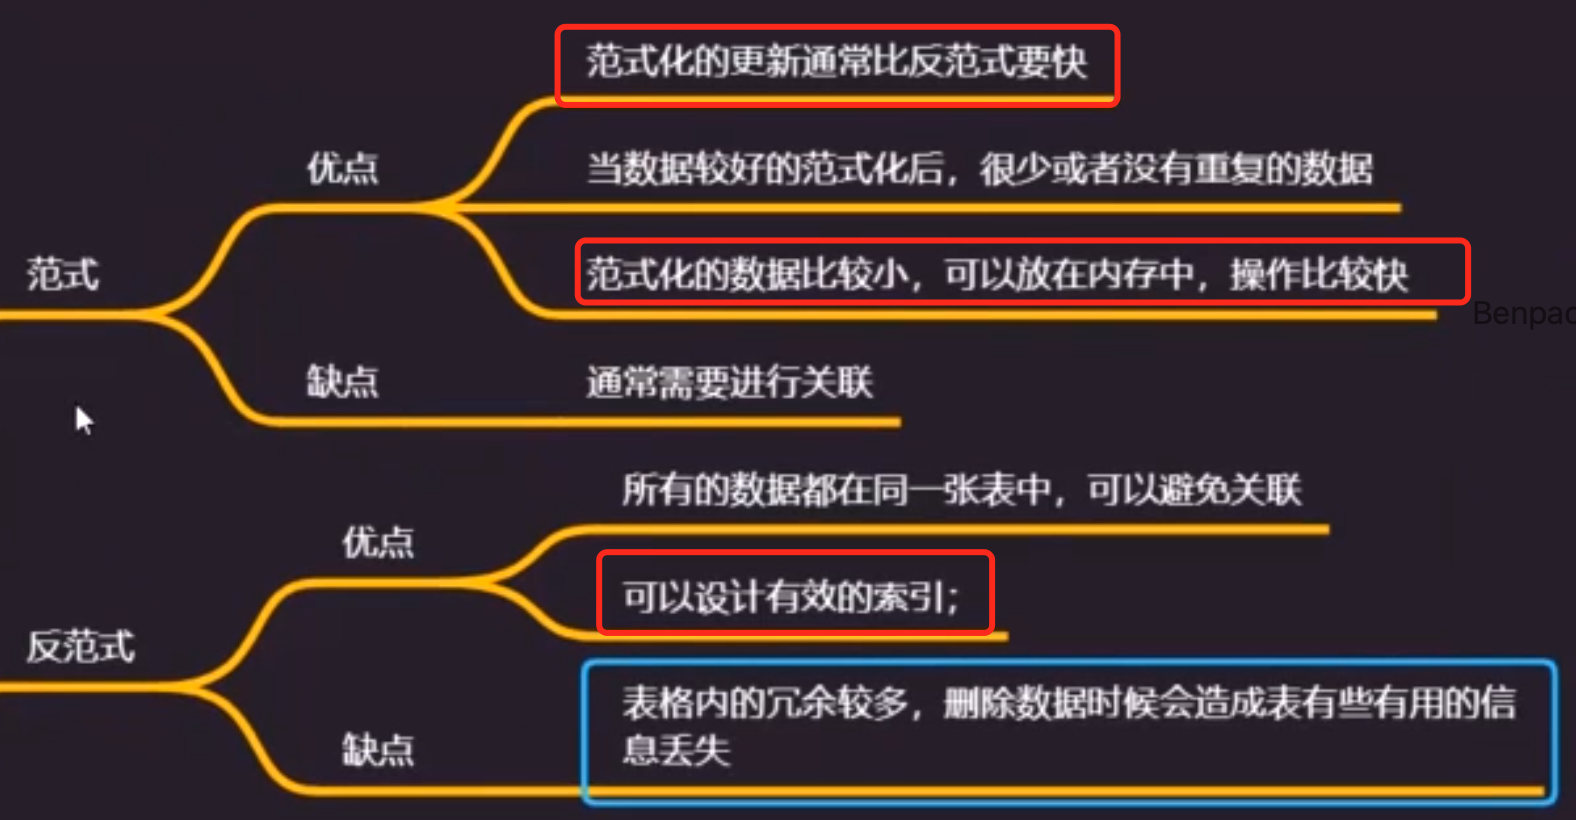 范式化的更新通常比反范式要快
优点
当数据较好的范式化后，很少或者没有重复的数据
范式
范式化的数据比较小，可以放在内存中，操作比较快
Benpac
缺点
通常需要进行关联
所有的数据都在同一张表中，可以避免关联
优点
可以设计有效的索引；
反范式
表格内的冗余较多，删除数据时候会造成表有些有用的信
息丢失
缺点